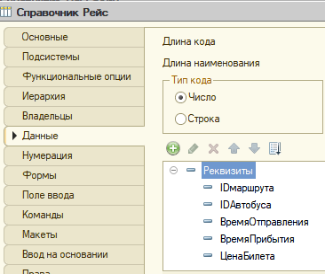 Справочник Рейс
Основные
Подсистемы
Функциональные опции
Иерархия
Владельцы
Данные
Нумерация
Формы
Поле ввода
Команды
Макеты
Ввод на основании
Права
Длина кода
Длина наименования
Тип кода
Число
Строка
Реквизиты
IDмаршрута
IDАвтобуса
ВремяОтправления
ВремяПрибытия
ЦенаБилета